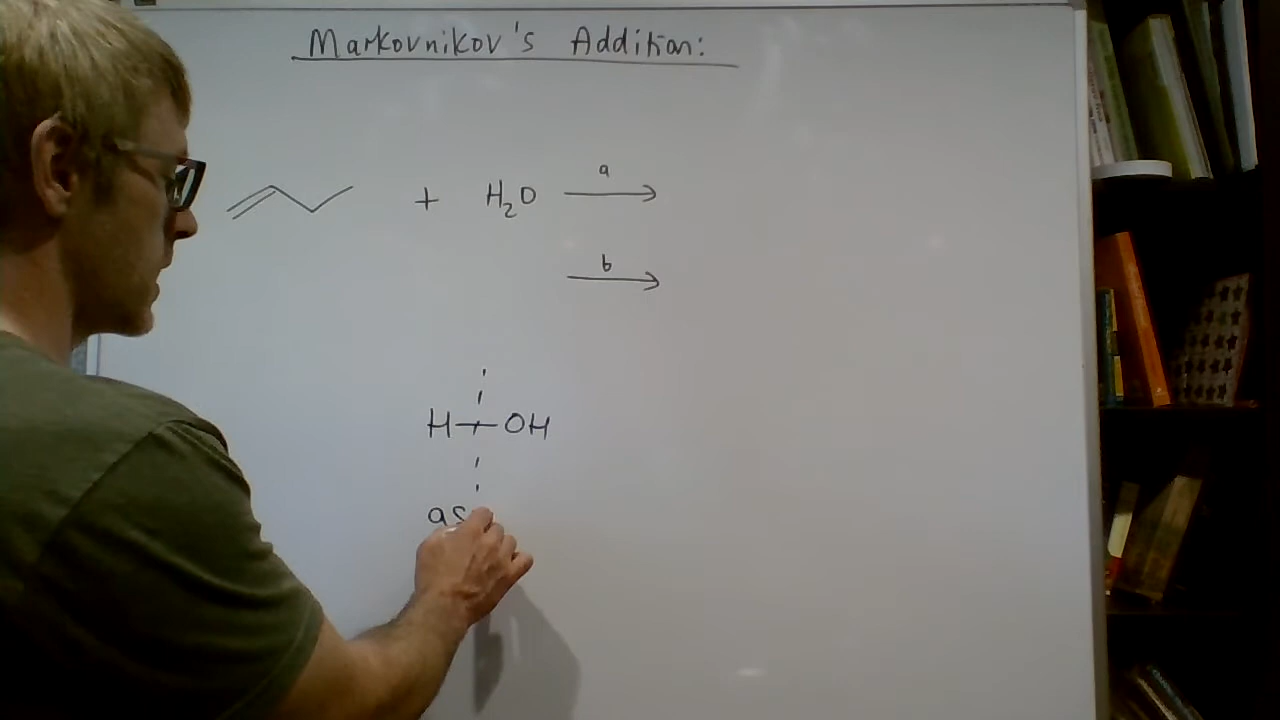 Markovnikov's Addition:
+ H₂O a
b
H OH
as